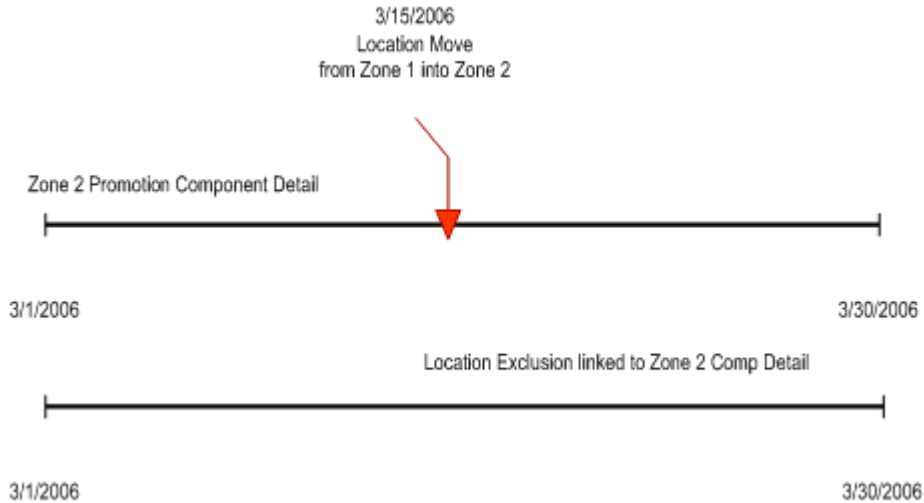 3/15/2006
Location Move
from Zone 1 into Zone 2
Zone 2 Promotion Component Detail
3/1/2006
3/30/2006
Location Exclusion linked to Zone 2 Comp Detail
3/1/2006
3/30/2006